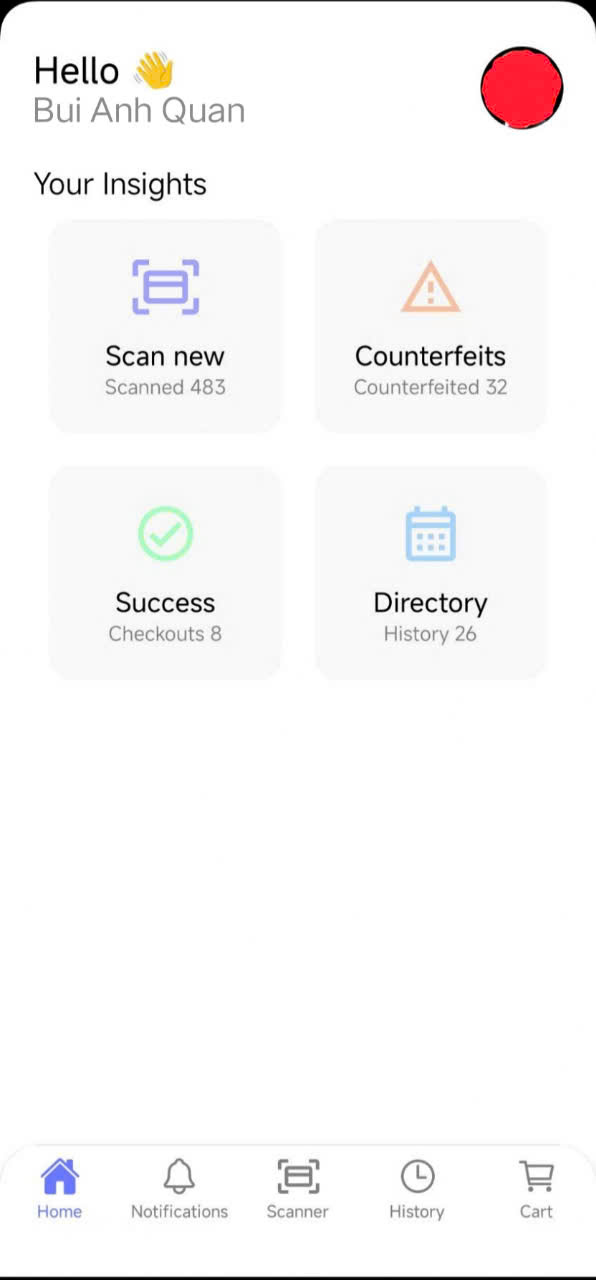 Hello 👋
Bui Anh Quan
Your Insights
Scan new
Scanned 483
Counterfeits
Counterfeited 32
Success
Checkouts 8
Directory
History 26
Home
Notifications
Scanner
History
Cart